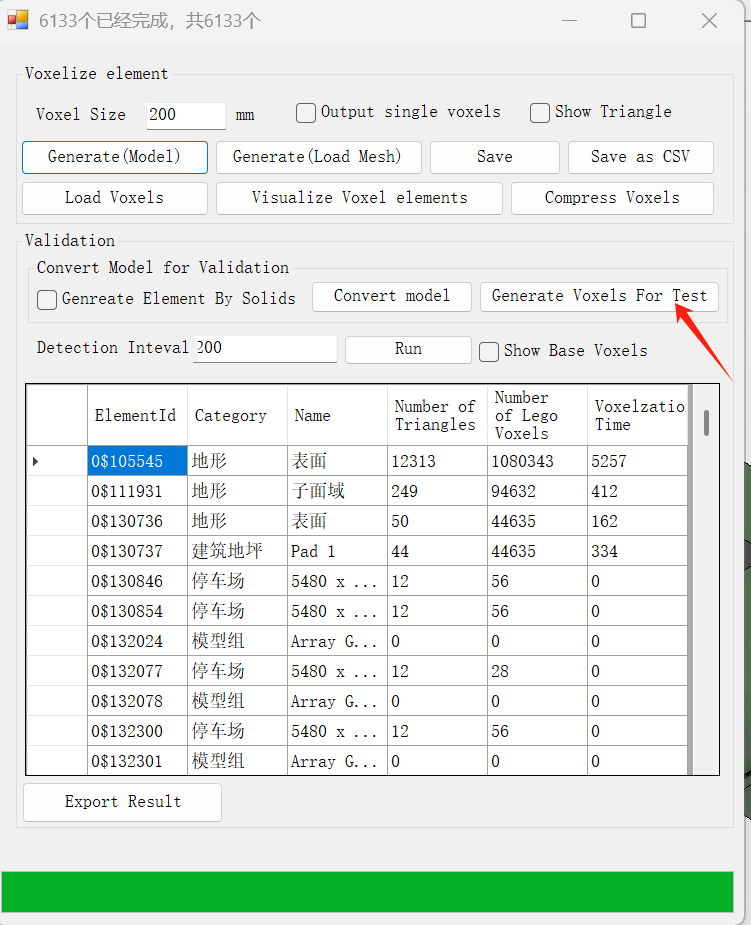 6133个已经完成，共6133个
Voxelize element
Voxel Size 200 mm Output single voxels Show Triangle
Generate(Model) Generate(Load Mesh) Save Save as CSV
Load Voxels Visualize Voxel elements Compress Voxels
Validation
Convert Model for Validation
Genreate Element By Solids Convert model Generate Voxels For Test
Detection Inteval 200 Run Show Base Voxels
ElementId Category Name Number of Triangles Number of Lego Voxels Voxelzatio Time
0$105545 地形 表面 12313 1080343 5257
0$111931 地形 子面域 249 94632 412
0$130736 地形 表面 50 44635 162
0$130737 建筑地坪 Pad 1 44 44635 334
0$130846 停车场 5480 x ... 12 56 0
0$130854 停车场 5480 x ... 12 56 0
0$132024 模型组 Array G... 0 0 0
0$132077 停车场 5480 x ... 12 28 0
0$132078 模型组 Array G... 0 0 0
0$132300 停车场 5480 x ... 12 56 0
0$132301 模型组 Array G... 0 0 0
Export Result